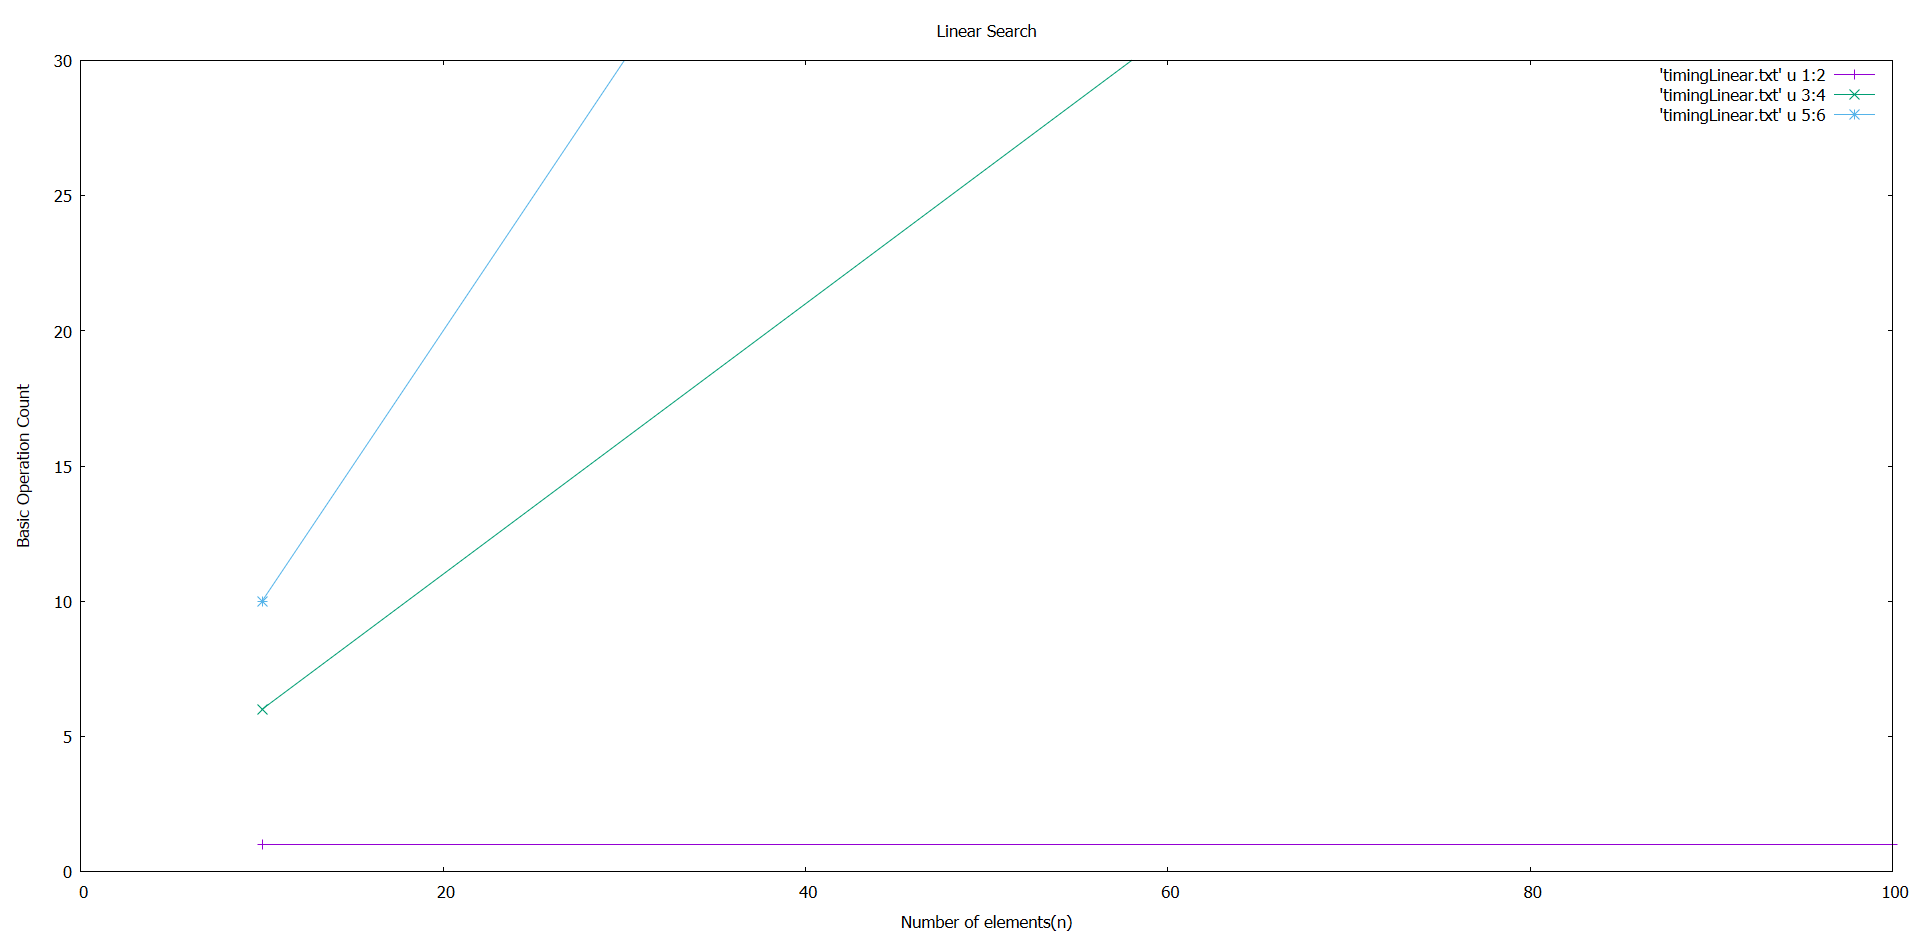 Linear Search
'timingLinear.txt' u 1:2
'timingLinear.txt' u 3:4
'timingLinear.txt' u 5:6
30
25
20
15
10
5
0
Basic Operation Count
0 20 40 60 80 100
Number of elements(n)